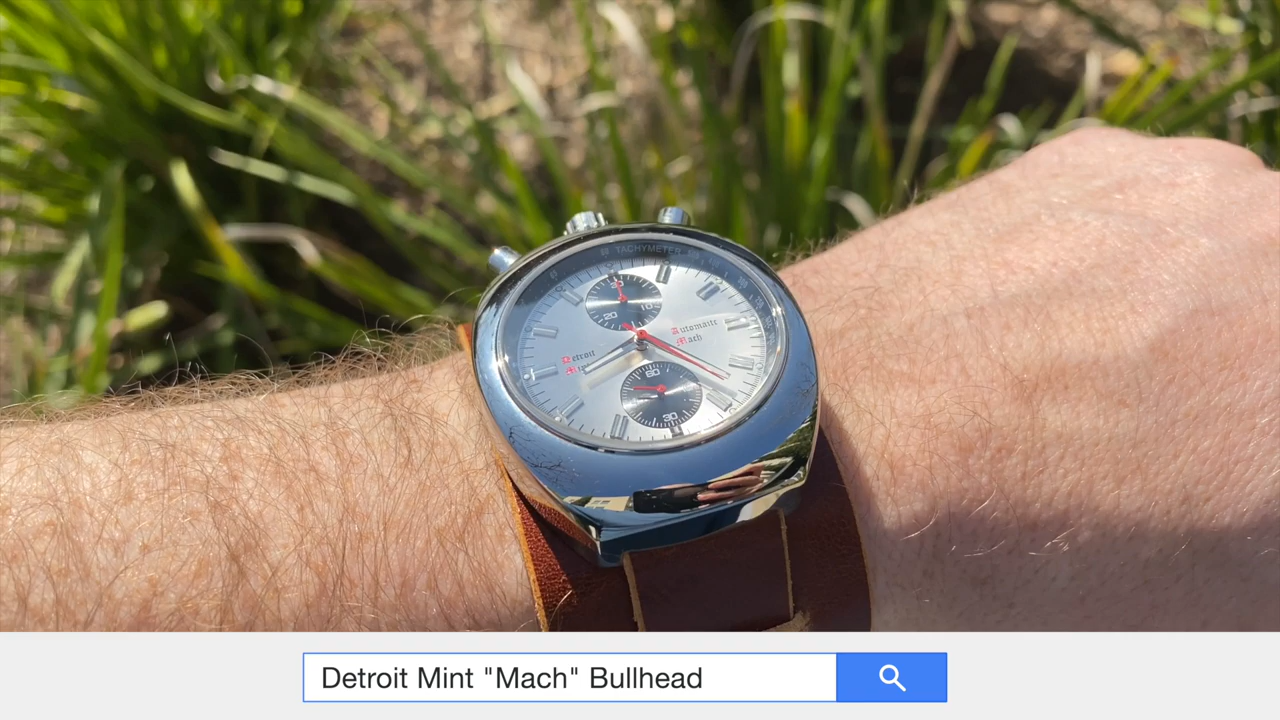 TACHYMETER
10
20
Automatic
Mach
Detroit
60
30
Detroit Mint "Mach" Bullhead